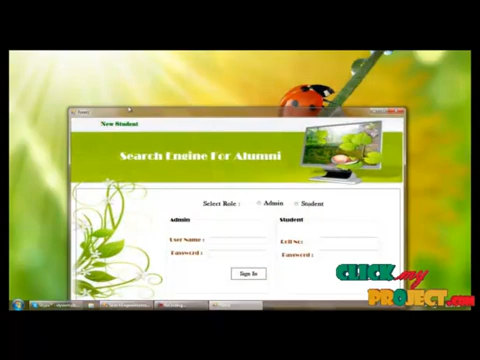 New Student
Search Engine For Alumni
Select Role :
Admin
Student
Admin
Student
User Name :
Roll No:
Password :
Password :
Sign In
CLICK my
PROJECT.com